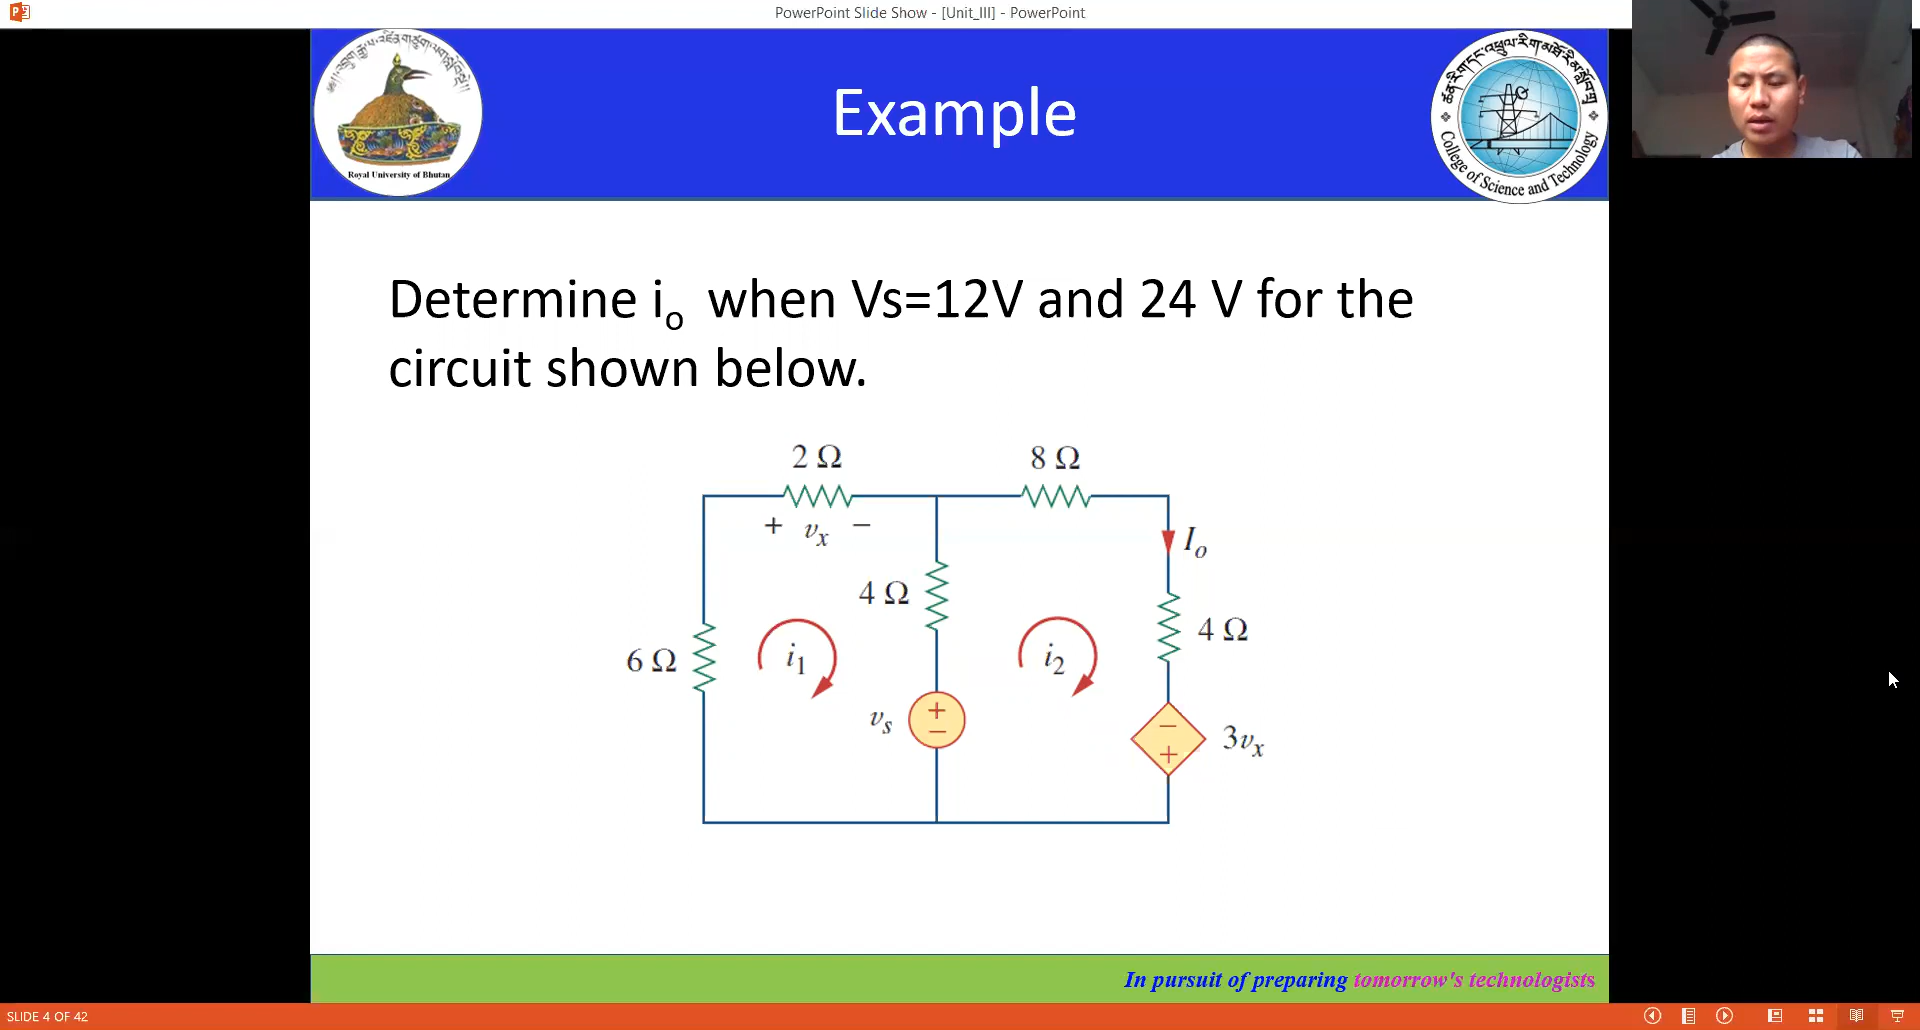 PowerPoint Slide Show - [Unit_III] - PowerPoint
Royal University of Bhutan
Example
College of Science and Technology
Determine iₒ when Vs=12V and 24 V for the
circuit shown below.
2 Ω
8 Ω
+ vₓ −
Iₒ
4 Ω
4 Ω
6 Ω
i₁
i₂
vₛ
+
−
−
+
3vₓ
In pursuit of preparing tomorrow's technologists
SLIDE 4 OF 42